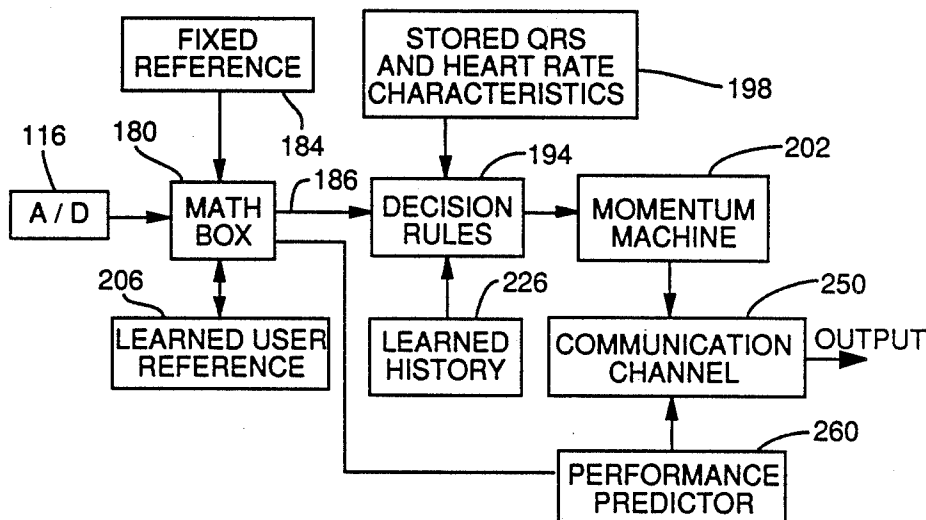 FIXED
REFERENCE
STORED QRS
AND HEART RATE
CHARACTERISTICS
198
184
116
180
186
194
202
A / D
MATH
BOX
DECISION
RULES
MOMENTUM
MACHINE
206
226
250
LEARNED USER
REFERENCE
LEARNED
HISTORY
COMMUNICATION
CHANNEL
OUTPUT
260
PERFORMANCE
PREDICTOR